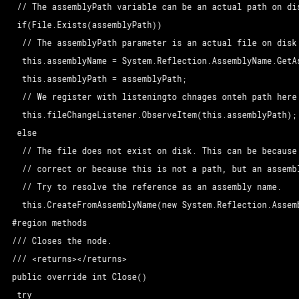 // The assemblyPath variable can be an actual path on dis
if(File.Exists(assemblyPath))
// The assemblyPath parameter is an actual file on disk
this.assemblyName = System.Reflection.AssemblyName.GetAs
this.assemblyPath = assemblyPath;
// We register with listeningto chnages onteh path here
this.fileChangeListener.ObserveItem(this.assemblyPath);
else
// The file does not exist on disk. This can be because
// correct or because this is not a path, but an assembl
// Try to resolve the reference as an assembly name.
this.CreateFromAssemblyName(new System.Reflection.Assemb
#region methods
/// Closes the node.
/// <returns></returns>
public override int Close()
try